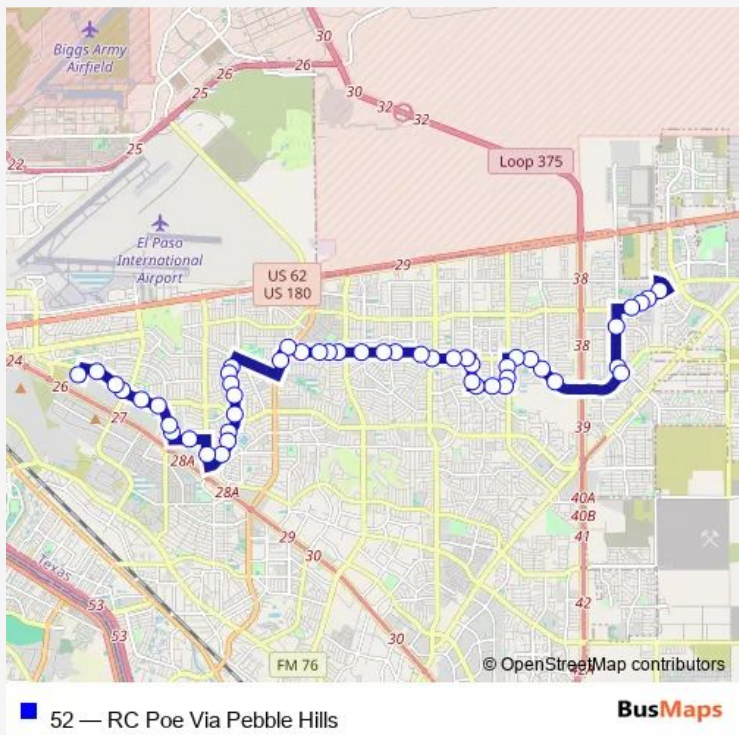 30
Biggs Army
Airfield
26
26
25
30
32
32
25
22
Loop 375
El Paso
International
Airport
US 62
US 180
29
38
24
38
26
27
28A
39
28A
29
40A
40B
30
41
Texas
53
42
53
30
FM 76
© OpenStreetMap contributors
42A
52 — RC Poe Via Pebble Hills
BusMaps